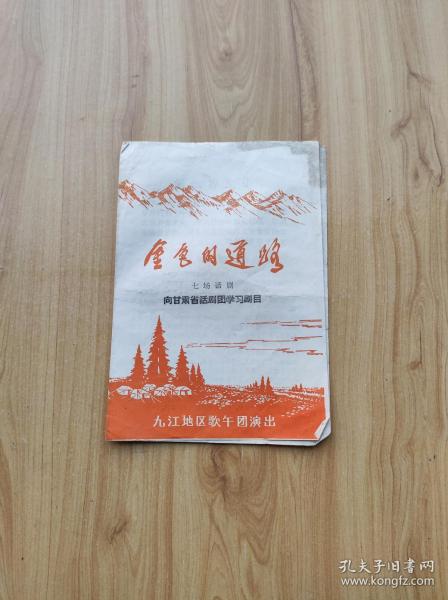 金色的道路
七场话剧
向甘肃省话剧团学习剧目
九江地区歌午团演出
孔夫子旧书网
www.kongfz.com